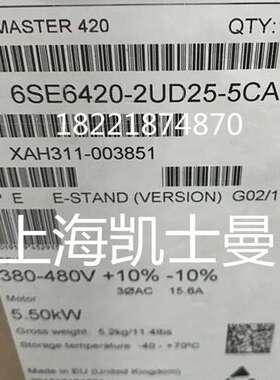 MASTER 420 QTY:
6SE6420-2UD25-5CA
18221874870
XAH311-003851
E E-STAND (VERSION) G02/1
上海凯士曼
380-480V +10% -10%
3ØAC 15.6A
Motor
5.50kW
Gross weight: 5.2kg/11.4lbs
Storage temperature -40 - +70°C
Made in EU (United Kingdom)